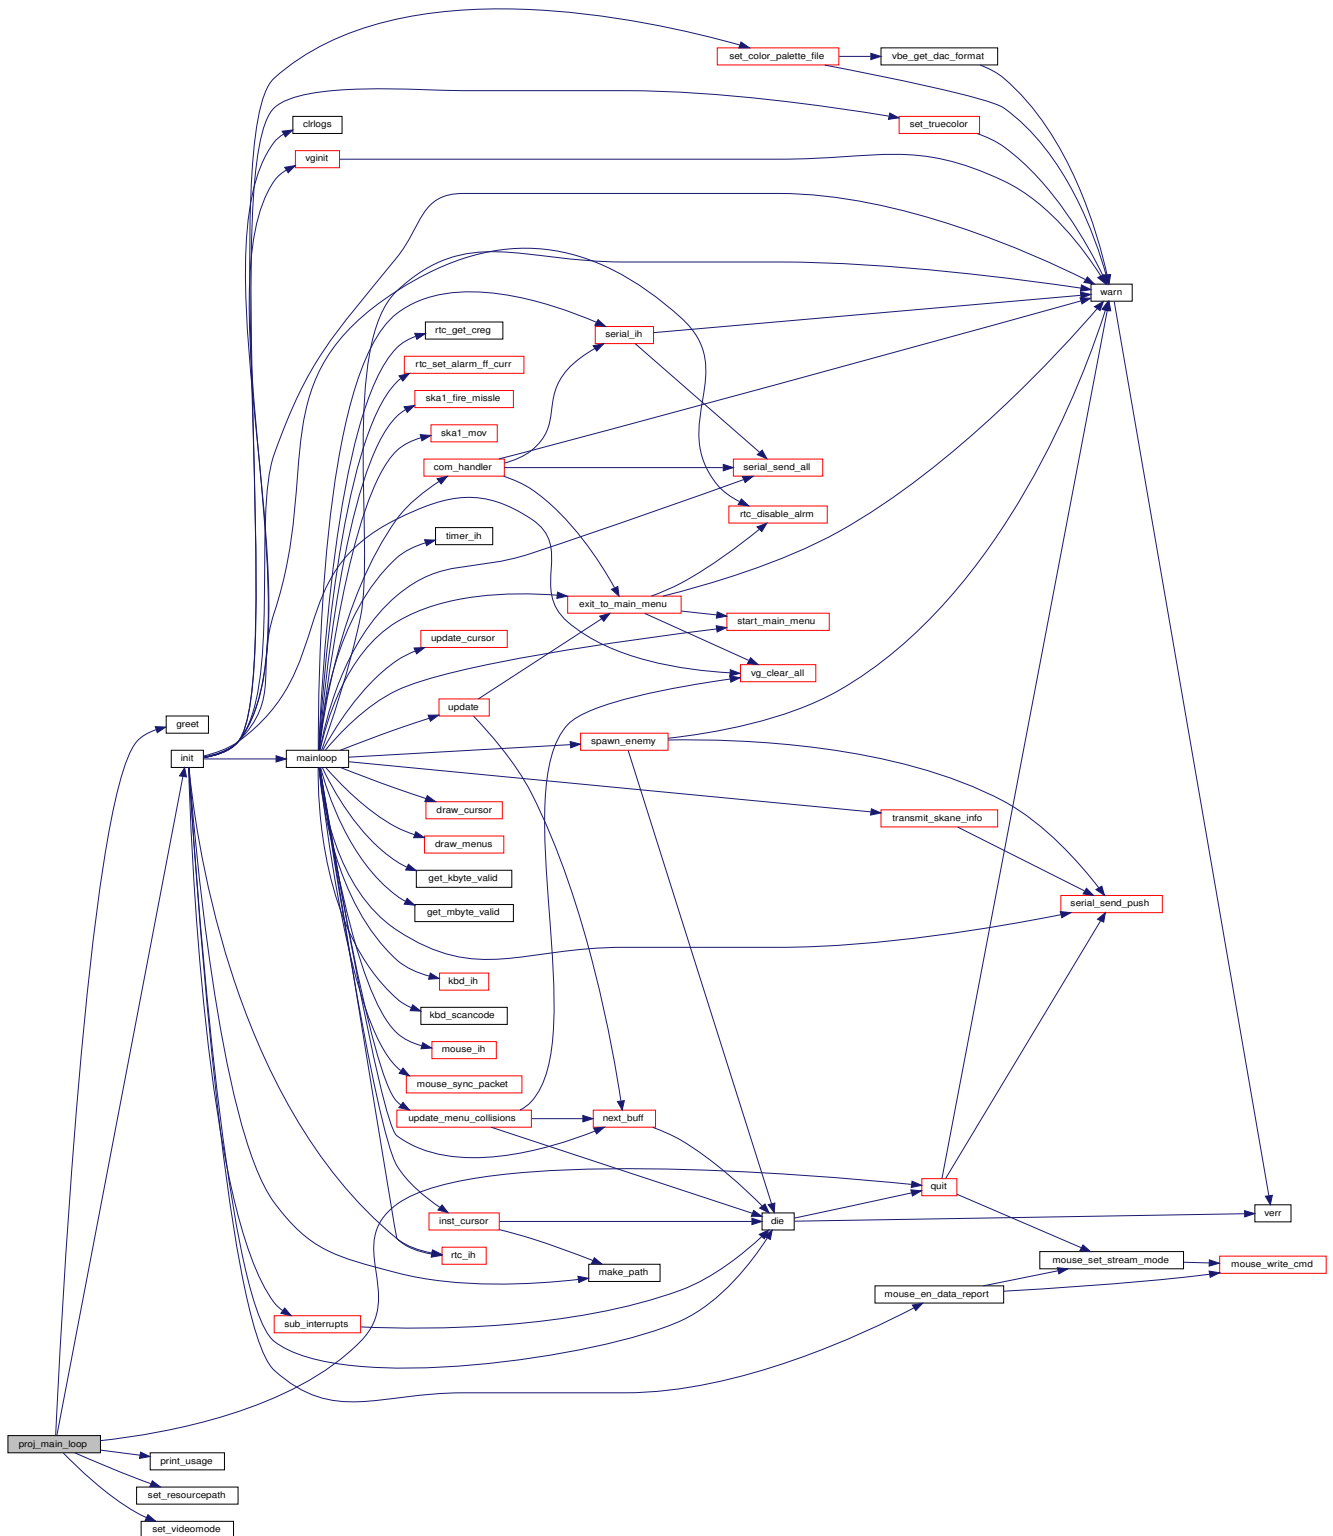 set_color_palette_file
vbe_get_dac_format
clrlogs
set_truecolor
vginit
warn
rtc_get_creg
serial_ih
rtc_set_alarm_ff_curr
ska1_fire_missle
ska1_mov
com_handler
serial_send_all
rtc_disable_alrm
timer_ih
exit_to_main_menu
start_main_menu
update_cursor
vg_clear_all
update
greet
spawn_enemy
init
mainloop
draw_cursor
transmit_skane_info
draw_menus
get_kbyte_valid
serial_send_push
get_mbyte_valid
kbd_ih
kbd_scancode
mouse_ih
mouse_sync_packet
update_menu_collisions
next_buff
quit
inst_cursor
die
verr
rtc_ih
make_path
mouse_set_stream_mode
mouse_write_cmd
mouse_en_data_report
sub_interrupts
proj_main_loop
print_usage
set_resourcepath
set_videomode